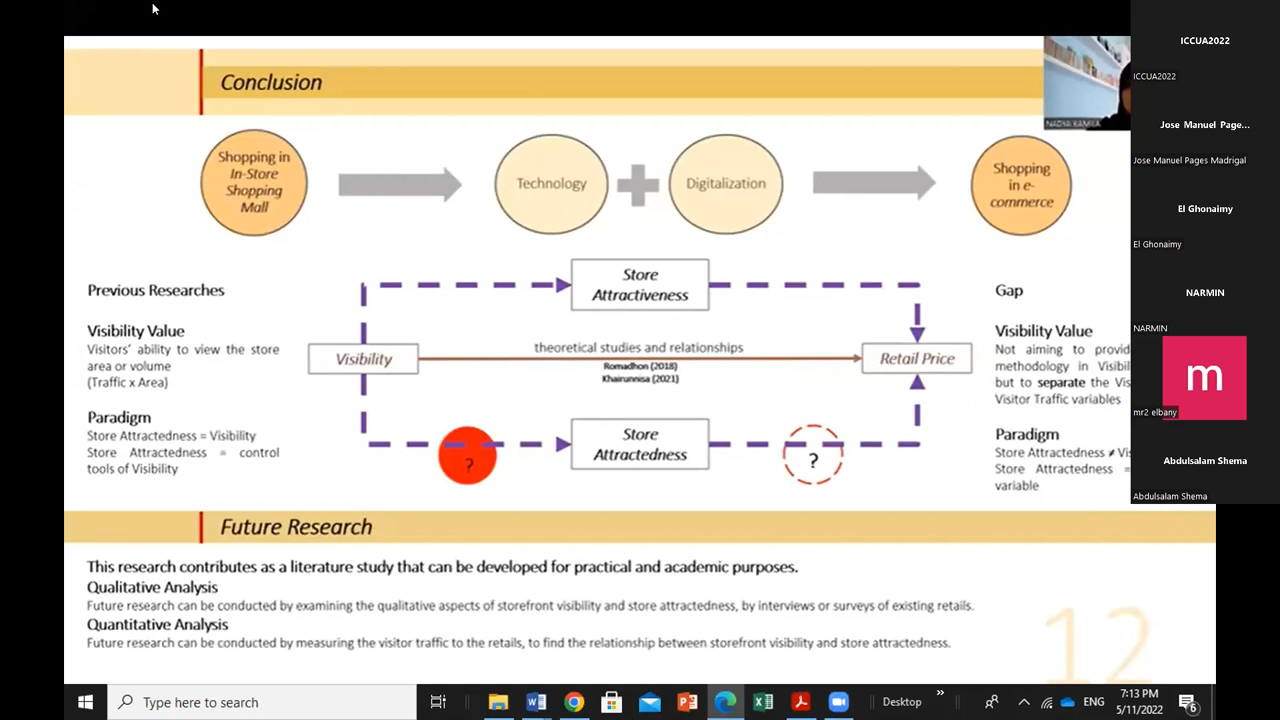 Conclusion
Shopping in
In-Store
Shopping
Mall
Technology
Digitalization
Shopping
in e-
commerce
Previous Researches
Visibility Value
Visitors' ability to view the store
area or volume
(Traffic x Area)
Paradigm
Store Attractedness = Visibility
Store Attractedness = control
tools of Visibility
Store
Attractiveness
Visibility
theoretical studies and relationships
Romadhon (2018)
Khairunnisa (2021)
Retail Price
Store
Attractedness
?
?
Gap
Visibility Value
Not aiming to provid
methodology in Visibil
but to separate the Vis
Visitor Traffic variables
Paradigm
Store Attractedness ≠ Vis
Store Attractedness =
variable
Future Research
This research contributes as a literature study that can be developed for practical and academic purposes.
Qualitative Analysis
Future research can be conducted by examining the qualitative aspects of storefront visibility and store attractedness, by interviews or surveys of existing retails.
Quantitative Analysis
Future research can be conducted by measuring the visitor traffic to the retails, to find the relationship between storefront visibility and store attractedness.
12
NADYA KAMILA
ICCUA2022
ICCUA2022
Jose Manuel Page...
Jose Manuel Pages Madrigal
El Ghonaimy
El Ghonaimy
NARMIN
NARMIN
m
mr2 elbany
Abdulsalam Shema
Abdulsalam Shema
Type here to search
Desktop
ENG
7:13 PM
5/11/2022
6